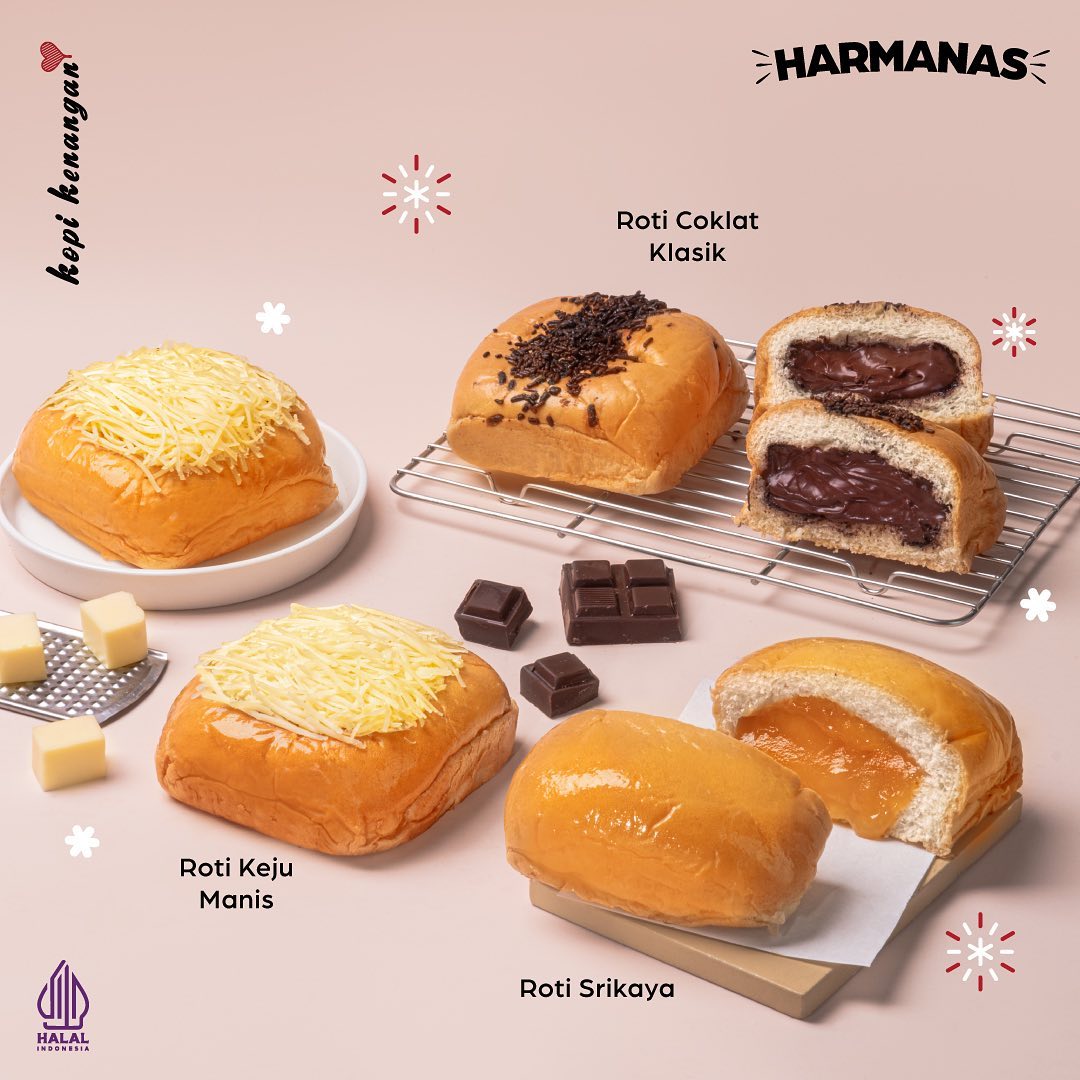 kopi kenangan
HARMANAS
Roti Coklat
Klasik
Roti Keju
Manis
Roti Srikaya
HALAL
INDONESIA